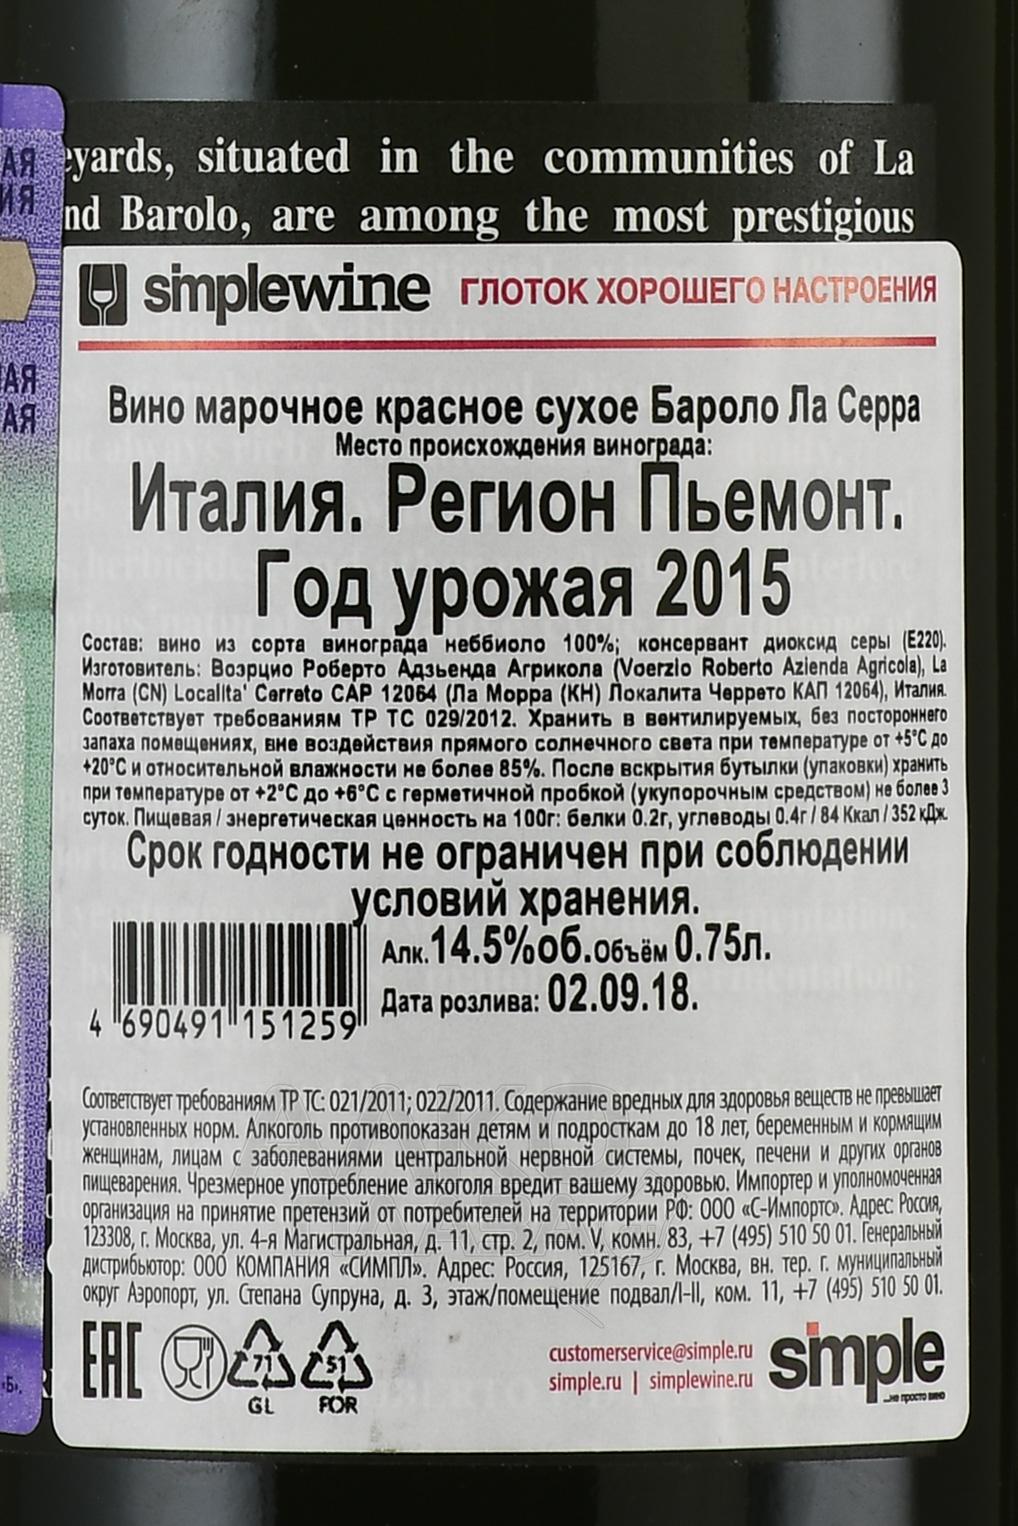 АЯ
ИЯ
eyards, situated in the communities of La
nd Barolo, are among the most prestigious
АЯ
АЯ
simplewine ГЛОТОК ХОРОШЕГО НАСТРОЕНИЯ
Вино марочное красное сухое Бароло Ла Серра
Место происхождения винограда:
Италия. Регион Пьемонт.
Год урожая 2015
Состав: вино из сорта винограда неббиоло 100%; консервант диоксид серы (Е220).
Изготовитель: Воэрцио Роберто Адзьенда Агрикола (Voerzio Roberto Azienda Agricola), La
Morra (CN) Localita' Cerreto CAP 12064 (Ла Морра (КН) Локалита Черрето КАП 12064), Италия.
Соответствует требованиям ТР ТС 029/2012. Хранить в вентилируемых, без постороннего
запаха помещениях, вне воздействия прямого солнечного света при температуре от +5°С до
+20°С и относительной влажности не более 85%. После вскрытия бутылки (упаковки) хранить
при температуре от +2°С до +6°С с герметичной пробкой (укупорочным средством) не более 3
суток. Пищевая / энергетическая ценность на 100г: белки 0.2г, углеводы 0.4г / 84 Ккал / 352 кДж.
Срок годности не ограничен при соблюдении
условий хранения.
Алк. 14.5%об. Объём 0.75л.
Дата розлива: 02.09.18.
4 690491 151259
Соответствует требованиям ТР ТС: 021/2011; 022/2011. Содержание вредных для здоровья веществ не превышает
установленных норм. Алкоголь противопоказан детям и подросткам до 18 лет, беременным и кормящим
женщинам, лицам с заболеваниями центральной нервной системы, почек, печени и других органов
пищеварения. Чрезмерное употребление алкоголя вредит вашему здоровью. Импортер и уполномоченная
организация на принятие претензий от потребителей на территории РФ: ООО «С-Импортс». Адрес: Россия,
123308, г. Москва, ул. 4-я Магистральная, д. 11, стр. 2, пом. V, комн. 83, +7 (495) 510 50 01. Генеральный
дистрибьютор: ООО КОМПАНИЯ «СИМПЛ». Адрес: Россия, 125167, г. Москва, вн. тер. г. муниципальный
округ Аэропорт, ул. Степана Супруна, д. 3, этаж/помещение подвал/I-II, ком. 11, +7 (495) 510 50 01.
EAC 71 GL 51 FOR
customerservice@simple.ru
simple.ru | simplewine.ru
simple
...не просто вино
«Б».